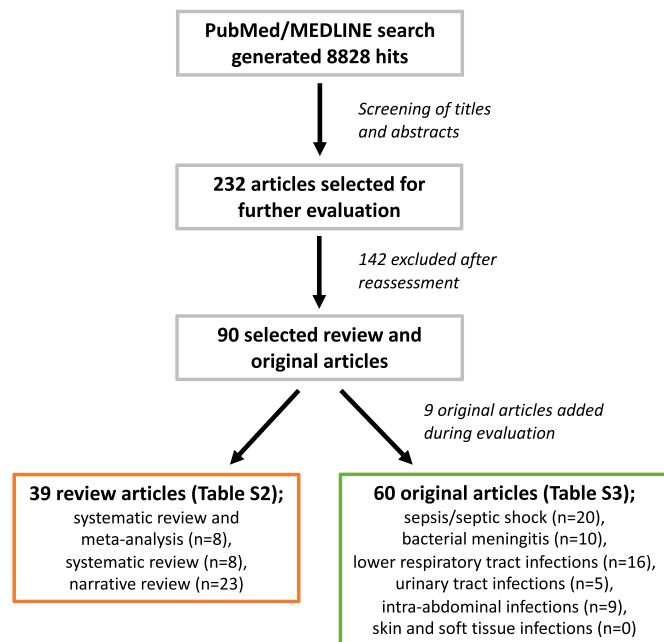 PubMed/MEDLINE search
generated 8828 hits
Screening of titles
and abstracts
232 articles selected for
further evaluation
142 excluded after
reassessment
90 selected review and
original articles
9 original articles added
during evaluation
39 review articles (Table S2);
systematic review and
meta-analysis (n=8),
systematic review (n=8),
narrative review (n=23)
60 original articles (Table S3);
sepsis/septic shock (n=20),
bacterial meningitis (n=10),
lower respiratory tract infections (n=16),
urinary tract infections (n=5),
intra-abdominal infections (n=9),
skin and soft tissue infections (n=0)